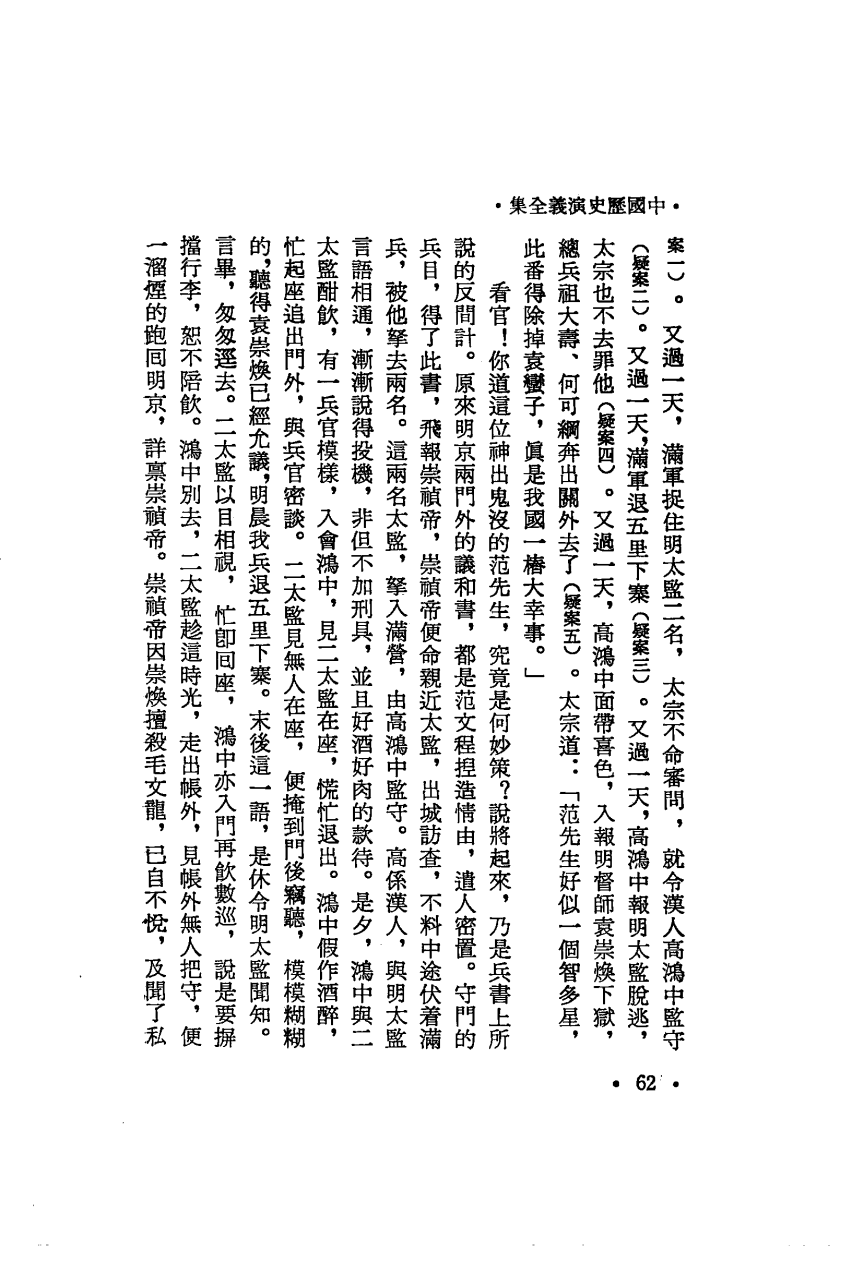 •中國歷史演義全集•
案一）。又過一天，滿軍捉住明太監二名，太宗不命審問，就令漢人高鴻中監守
（疑案二）。又過一天，滿軍退五里下寨（疑案三）。又過一天，高鴻中報明太監脫逃，
太宗也不去罪他（疑案四）。又過一天，高鴻中面帶喜色，入報明督師袁崇煥下獄，
總兵祖大壽、何可綱奔出關外去了（疑案五）。太宗道：「范先生好似一個智多星，
此番得除掉袁蠻子，眞是我國一樁大幸事。」
看官！你道這位神出鬼沒的范先生，究竟是何妙策？說將起來，乃是兵書上所
說的反間計。原來明京兩門外的議和書，都是范文程捏造情由，遣人密置。守門的
兵目，得了此書，飛報崇禎帝，崇禎帝便命親近太監，出城訪查，不料中途伏着滿
兵，被他拏去兩名。這兩名太監，拏入滿營，由高鴻中監守。高係漢人，與明太監
言語相通，漸漸說得投機，非但不加刑具，並且好酒好肉的款待。是夕，鴻中與二
太監酣飲，有一兵官模樣，入會鴻中，見二太監在座，慌忙退出。鴻中假作酒醉，
忙起座追出門外，與兵官密談。二太監見無人在座，便掩到門後竊聽，模模糊糊
的，聽得袁崇煥已經允議，明晨我兵退五里下寨。末後這一語，是休令明太監聞知。
言畢，匆匆逕去。二太監以目相視，忙卽回座，鴻中亦入門再飲數巡，說是要摒
擋行李，恕不陪飲。鴻中別去，二太監趁這時光，走出帳外，見帳外無人把守，便
一溜煙的跑回明京，詳禀崇禎帝。崇禎帝因崇煥擅殺毛文龍，已自不悅，及聞了私
• 62 •